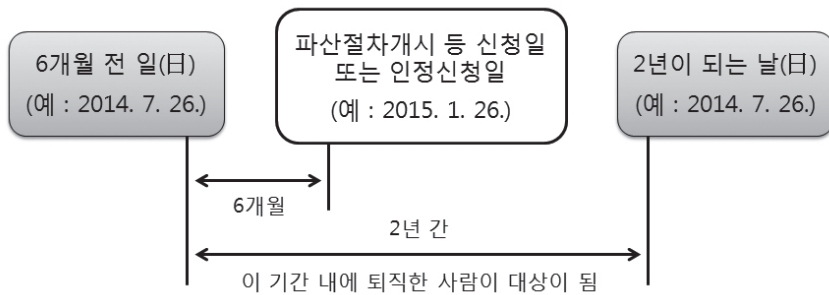 6개월 전 일(日)
(예 : 2014. 7. 26.)
파산절차개시 등 신청일
또는 인정신청일
(예 : 2015. 1. 26.)
2년이 되는 날(日)
(예 : 2014. 7. 26.)
6개월
2년 간
이 기간 내에 퇴직한 사람이 대상이 됨